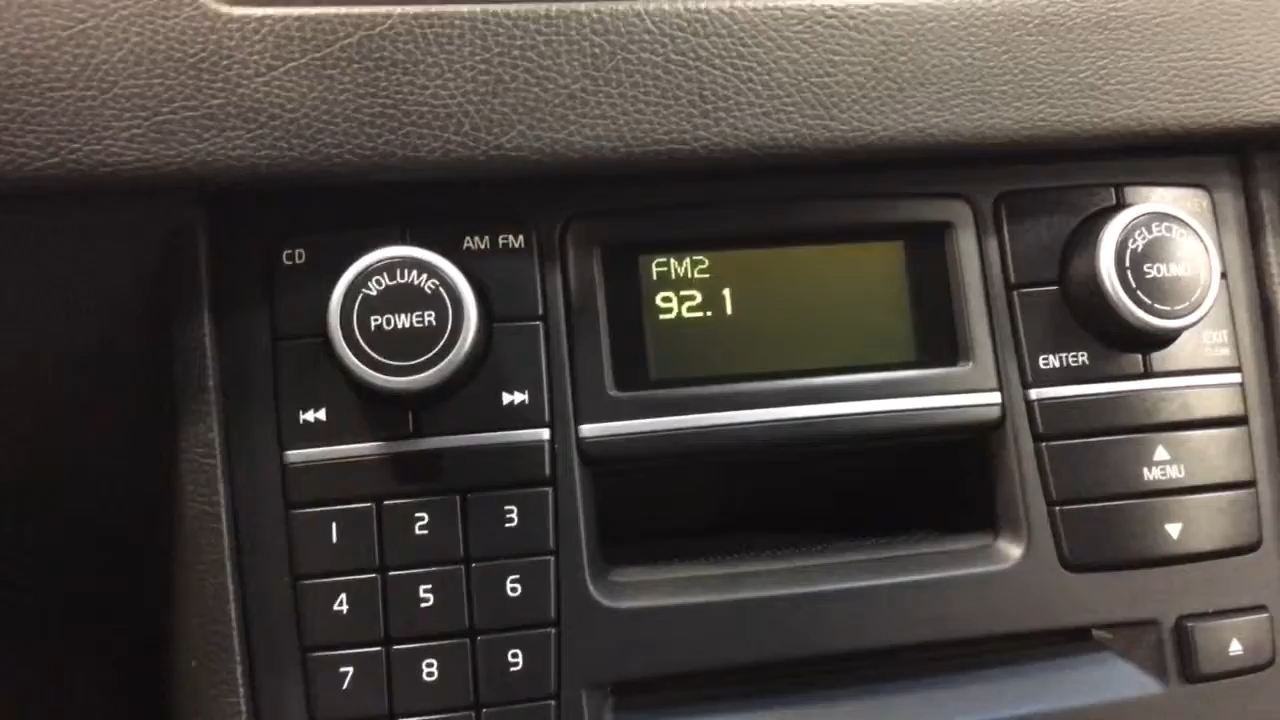 CD
AM FM
VOLUME
POWER
FM2
92.1
SELECTOR
SOUND
ENTER
EXIT
MENU
1 2 3
4 5 6
7 8 9